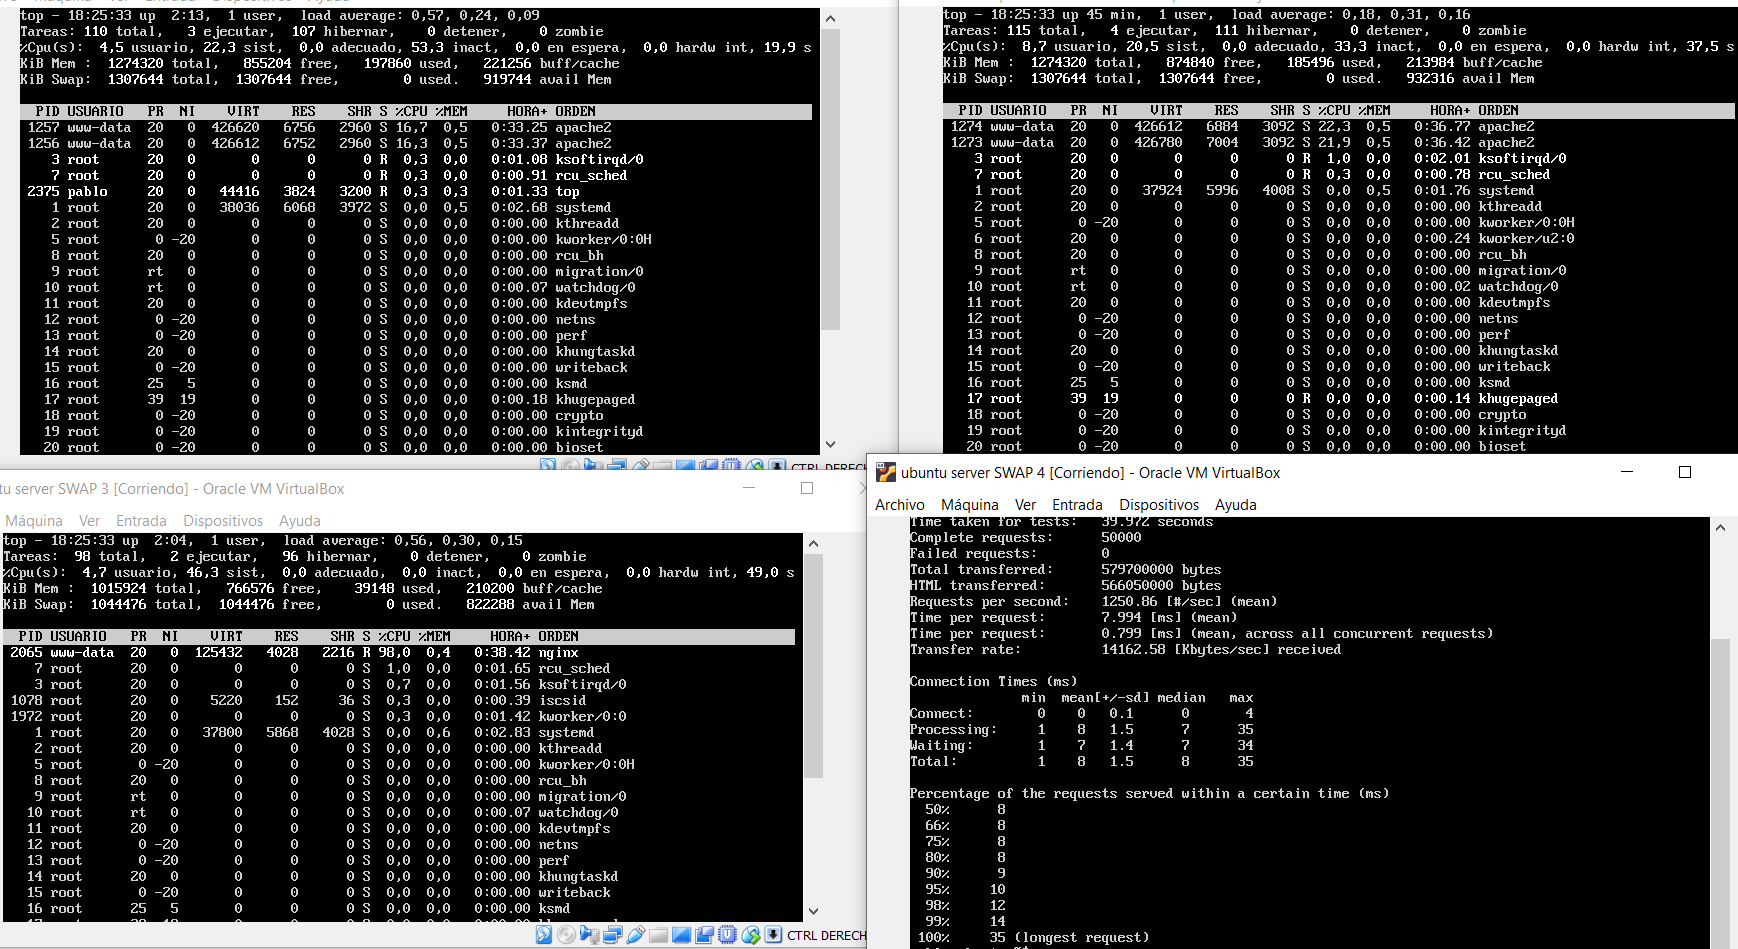 top - 18:25:33 up  2:13,  1 user,  load average: 0,57, 0,24, 0,09
Tareas: 110 total,   3 ejecutar,  107 hibernar,    0 detener,    0 zombie
%Cpu(s):  4,5 usuario, 22,3 sist,  0,0 adecuado, 53,3 inact,  0,0 en espera,  0,0 hardw int, 19,9 s
KiB Mem :  1274320 total,   855204 free,   197860 used,   221256 buff/cache
KiB Swap:  1307644 total,  1307644 free,        0 used.   919744 avail Mem
PID USUARIO   PR  NI    VIRT    RES    SHR S %CPU %MEM     HORA+ ORDEN
1257 www-data  20   0  426620   6756   2960 S 16,7  0,5   0:33.25 apache2
1256 www-data  20   0  426612   6752   2960 S 16,3  0,5   0:33.37 apache2
3 root      20   0       0      0      0 R  0,3  0,0   0:01.08 ksoftirqd/0
7 root      20   0       0      0      0 R  0,3  0,0   0:00.91 rcu_sched
2375 pablo     20   0   44416   3824   3200 R  0,3  0,3   0:01.33 top
1 root      20   0   38036   6068   3972 S  0,0  0,5   0:02.68 systemd
2 root      20   0       0      0      0 S  0,0  0,0   0:00.00 kthreadd
5 root       0 -20       0      0      0 S  0,0  0,0   0:00.00 kworker/0:0H
8 root      20   0       0      0      0 S  0,0  0,0   0:00.00 rcu_bh
9 root      rt   0       0      0      0 S  0,0  0,0   0:00.00 migration/0
10 root      rt   0       0      0      0 S  0,0  0,0   0:00.07 watchdog/0
11 root      20   0       0      0      0 S  0,0  0,0   0:00.00 kdevtmpfs
12 root       0 -20       0      0      0 S  0,0  0,0   0:00.00 netns
13 root       0 -20       0      0      0 S  0,0  0,0   0:00.00 perf
14 root      20   0       0      0      0 S  0,0  0,0   0:00.00 khungtaskd
15 root       0 -20       0      0      0 S  0,0  0,0   0:00.00 writeback
16 root      25   5       0      0      0 S  0,0  0,0   0:00.00 ksmd
17 root      39  19       0      0      0 S  0,0  0,0   0:00.18 khugepaged
18 root       0 -20       0      0      0 S  0,0  0,0   0:00.00 crypto
19 root       0 -20       0      0      0 S  0,0  0,0   0:00.00 kintegrityd
20 root       0 -20       0      0      0 S  0,0  0,0   0:00.00 bioset
CTRL DERECH
top - 18:25:33 up 45 min,  1 user,  load average: 0,18, 0,31, 0,16
Tareas: 115 total,   4 ejecutar,  111 hibernar,    0 detener,    0 zombie
%Cpu(s):  8,7 usuario, 20,5 sist,  0,0 adecuado, 33,3 inact,  0,0 en espera,  0,0 hardw int, 37,5 s
KiB Mem :  1274320 total,   874840 free,   185496 used,   213984 buff/cache
KiB Swap:  1307644 total,  1307644 free,        0 used.   932316 avail Mem
PID USUARIO   PR  NI    VIRT    RES    SHR S %CPU %MEM     HORA+ ORDEN
1274 www-data  20   0  426612   6884   3092 S 22,3  0,5   0:36.77 apache2
1273 www-data  20   0  426780   7004   3092 S 21,9  0,5   0:36.42 apache2
3 root      20   0       0      0      0 R  1,0  0,0   0:02.01 ksoftirqd/0
7 root      20   0       0      0      0 R  0,3  0,0   0:00.78 rcu_sched
1 root      20   0   37924   5996   4008 S  0,0  0,5   0:01.76 systemd
2 root      20   0       0      0      0 S  0,0  0,0   0:00.00 kthreadd
5 root       0 -20       0      0      0 S  0,0  0,0   0:00.00 kworker/0:0H
6 root      20   0       0      0      0 S  0,0  0,0   0:00.24 kworker/u2:0
8 root      20   0       0      0      0 S  0,0  0,0   0:00.00 rcu_bh
9 root      rt   0       0      0      0 S  0,0  0,0   0:00.00 migration/0
10 root      rt   0       0      0      0 S  0,0  0,0   0:00.02 watchdog/0
11 root      20   0       0      0      0 S  0,0  0,0   0:00.00 kdevtmpfs
12 root       0 -20       0      0      0 S  0,0  0,0   0:00.00 netns
13 root       0 -20       0      0      0 S  0,0  0,0   0:00.00 perf
14 root      20   0       0      0      0 S  0,0  0,0   0:00.00 khungtaskd
15 root       0 -20       0      0      0 S  0,0  0,0   0:00.00 writeback
16 root      25   5       0      0      0 S  0,0  0,0   0:00.00 ksmd
17 root      39  19       0      0      0 R  0,0  0,0   0:00.14 khugepaged
18 root       0 -20       0      0      0 S  0,0  0,0   0:00.00 crypto
19 root       0 -20       0      0      0 S  0,0  0,0   0:00.00 kintegrityd
20 root       0 -20       0      0      0 S  0,0  0,0   0:00.00 bioset
tu server SWAP 3 [Corriendo] - Oracle VM VirtualBox
Máquina Ver Entrada Dispositivos Ayuda
top - 18:25:33 up  2:04,  1 user,  load average: 0,56, 0,30, 0,15
Tareas:  98 total,   2 ejecutar,   96 hibernar,    0 detener,    0 zombie
%Cpu(s):  4,7 usuario, 46,3 sist,  0,0 adecuado,  0,0 inact,  0,0 en espera,  0,0 hardw int, 49,0 s
KiB Mem :  1015924 total,   766576 free,    39148 used,   210200 buff/cache
KiB Swap:  1044476 total,  1044476 free,        0 used.   822288 avail Mem
PID USUARIO   PR  NI    VIRT    RES    SHR S %CPU %MEM     HORA+ ORDEN
2065 www-data  20   0  125432   4028   2216 R 98,0  0,4   0:38.42 nginx
7 root      20   0       0      0      0 S  1,0  0,0   0:01.65 rcu_sched
3 root      20   0       0      0      0 S  0,7  0,0   0:01.56 ksoftirqd/0
1078 root      20   0    5220    152     36 S  0,3  0,0   0:00.39 iscsid
1972 root      20   0       0      0      0 S  0,3  0,0   0:01.42 kworker/0:0
1 root      20   0   37800   5868   4028 S  0,0  0,6   0:02.83 systemd
2 root      20   0       0      0      0 S  0,0  0,0   0:00.00 kthreadd
5 root       0 -20       0      0      0 S  0,0  0,0   0:00.00 kworker/0:0H
8 root      20   0       0      0      0 S  0,0  0,0   0:00.00 rcu_bh
9 root      rt   0       0      0      0 S  0,0  0,0   0:00.00 migration/0
10 root      rt   0       0      0      0 S  0,0  0,0   0:00.07 watchdog/0
11 root      20   0       0      0      0 S  0,0  0,0   0:00.00 kdevtmpfs
12 root       0 -20       0      0      0 S  0,0  0,0   0:00.00 netns
13 root       0 -20       0      0      0 S  0,0  0,0   0:00.00 perf
14 root      20   0       0      0      0 S  0,0  0,0   0:00.00 khungtaskd
15 root       0 -20       0      0      0 S  0,0  0,0   0:00.00 writeback
16 root      25   5       0      0      0 S  0,0  0,0   0:00.00 ksmd
CTRL DERECH
ubuntu server SWAP 4 [Corriendo] - Oracle VM VirtualBox
Archivo Máquina Ver Entrada Dispositivos Ayuda
Time taken for tests:   39.972 seconds
Complete requests:      50000
Failed requests:        0
Total transferred:      579700000 bytes
HTML transferred:       566050000 bytes
Requests per second:    1250.86 [#/sec] (mean)
Time per request:       7.994 [ms] (mean)
Time per request:       0.799 [ms] (mean, across all concurrent requests)
Transfer rate:          14162.58 [Kbytes/sec] received
Connection Times (ms)
min  mean[+/-sd] median   max
Connect:        0    0   0.1      0       4
Processing:     1    8   1.5      7      35
Waiting:        1    7   1.4      7      34
Total:          1    8   1.5      8      35
Percentage of the requests served within a certain time (ms)
50%      8
66%      8
75%      8
80%      8
90%      9
95%     10
98%     12
99%     14
100%     35 (longest request)